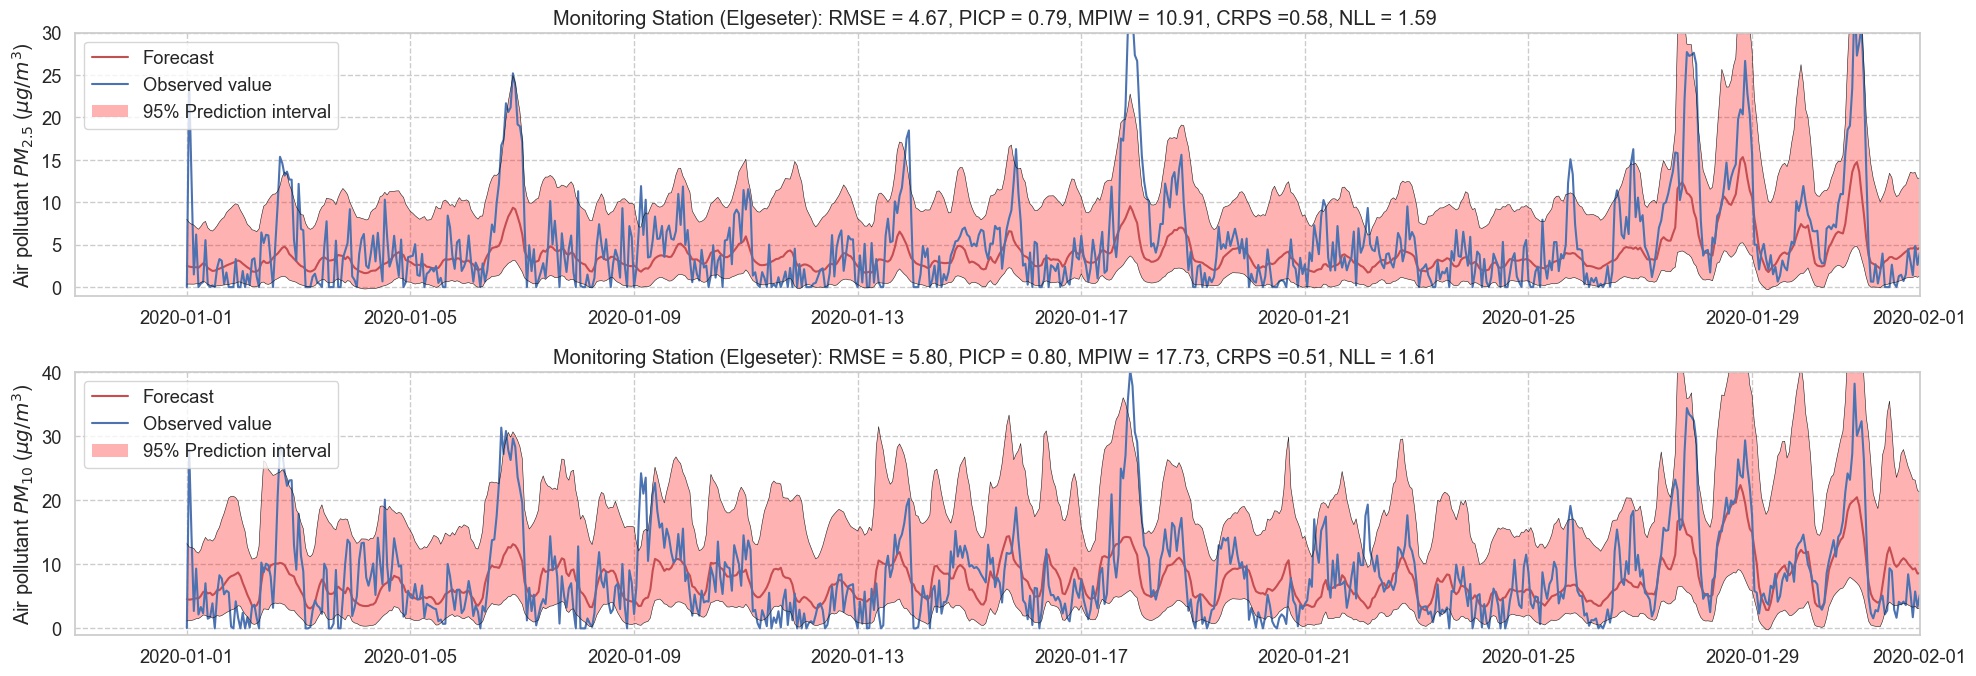 Monitoring Station (Elgeseter): RMSE = 4.67, PICP = 0.79, MPIW = 10.91, CRPS =0.58, NLL = 1.59
Air pollutant PM2.5 (μg/m3)
30
25
20
15
10
5
0
Forecast
Observed value
95% Prediction interval
2020-01-01 2020-01-05 2020-01-09 2020-01-13 2020-01-17 2020-01-21 2020-01-25 2020-01-29 2020-02-01
Monitoring Station (Elgeseter): RMSE = 5.80, PICP = 0.80, MPIW = 17.73, CRPS =0.51, NLL = 1.61
Air pollutant PM10 (μg/m3)
40
30
20
10
0
Forecast
Observed value
95% Prediction interval
2020-01-01 2020-01-05 2020-01-09 2020-01-13 2020-01-17 2020-01-21 2020-01-25 2020-01-29 2020-02-01